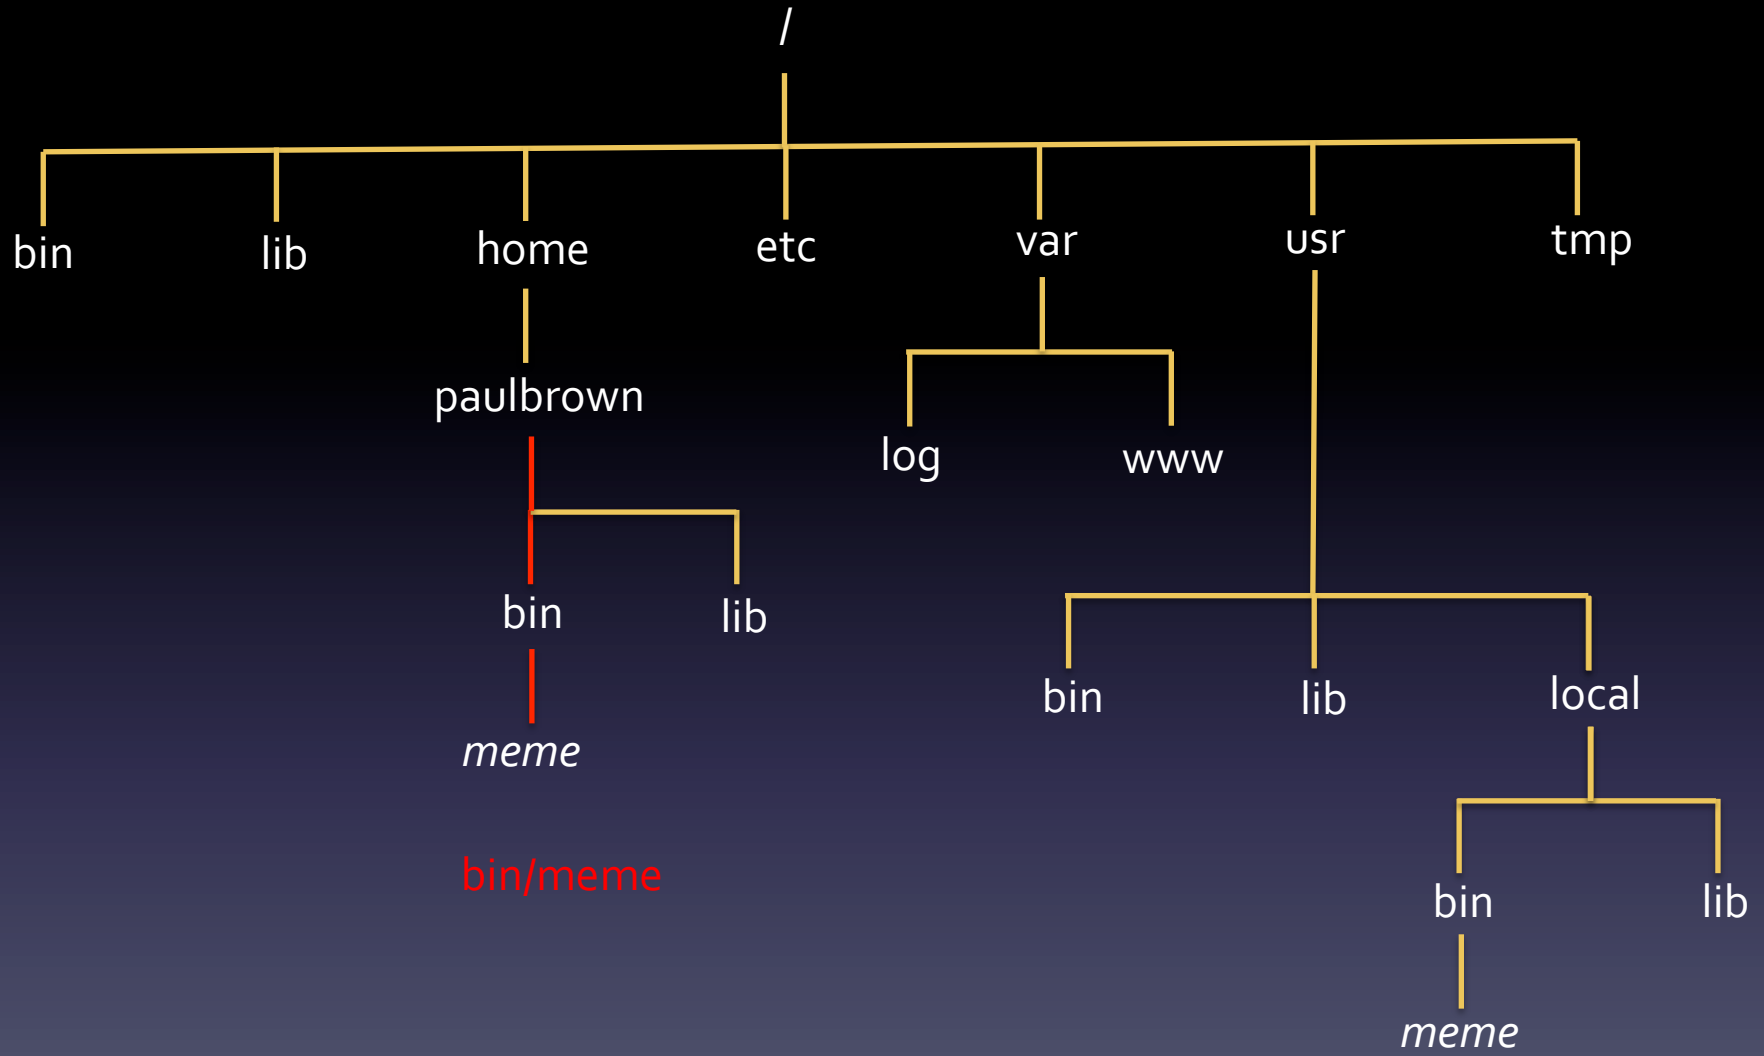 /
bin lib home etc var usr tmp
paulbrown
log www
bin lib
bin lib local
meme
bin/meme
bin lib
meme